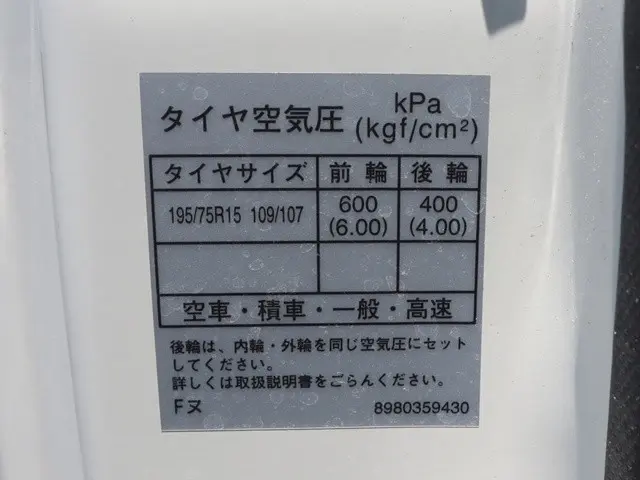 タイヤ空気圧 kPa (kgf/cm²)
タイヤサイズ 前輪 後輪
195/75R15 109/107 600 (6.00) 400 (4.00)
空車・積車・一般・高速
後輪は、内輪・外輪を同じ空気圧にセット
してください。
詳しくは取扱説明書をごらんください。
Fヌ 8980359430